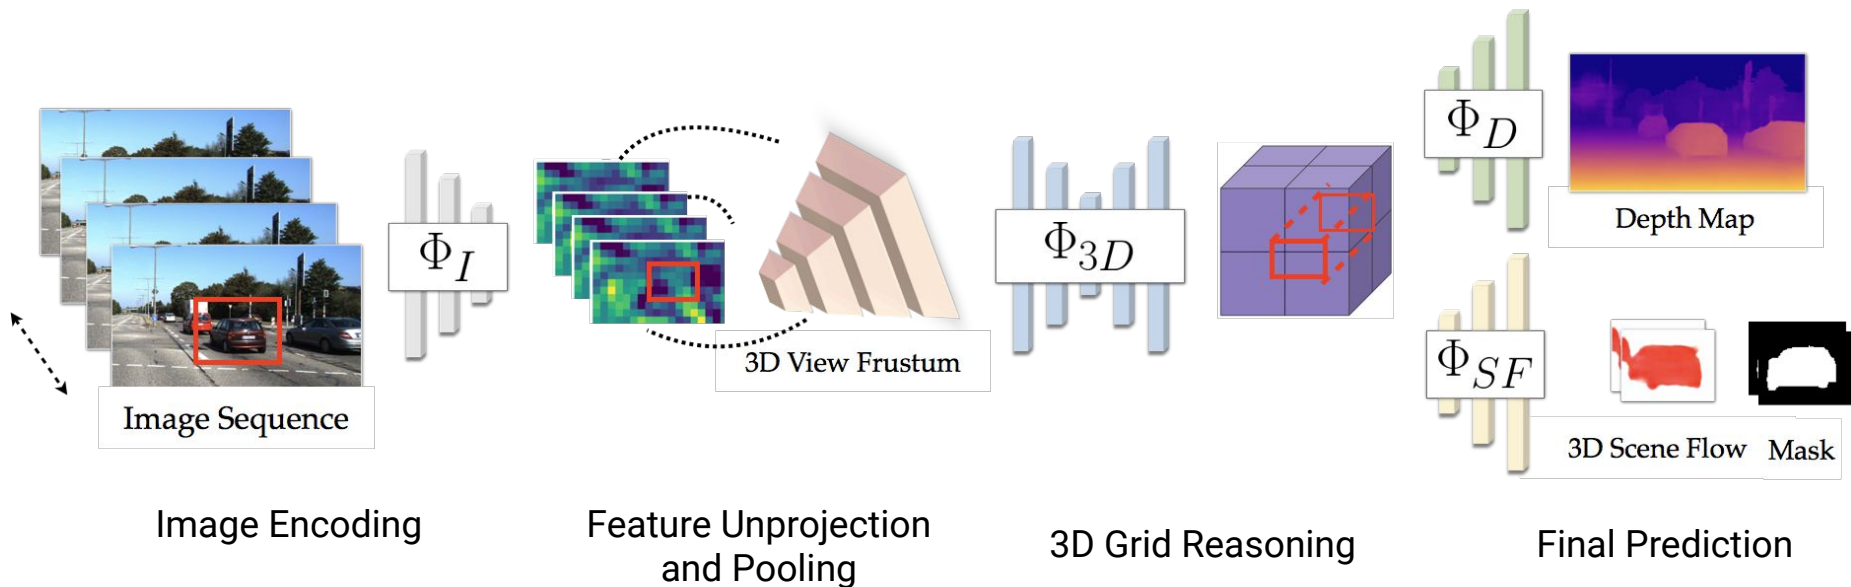 Image Sequence
Φ_I
3D View Frustum
Φ_3D
Φ_D
Depth Map
Φ_SF
3D Scene Flow
Mask
Image Encoding
Feature Unprojection
and Pooling
3D Grid Reasoning
Final Prediction